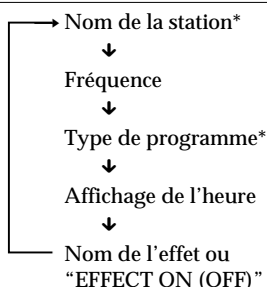 Nom de la station*
Fréquence
Type de programme*
Affichage de l’heure
Nom de l’effet ou
“EFFECT ON (OFF)”